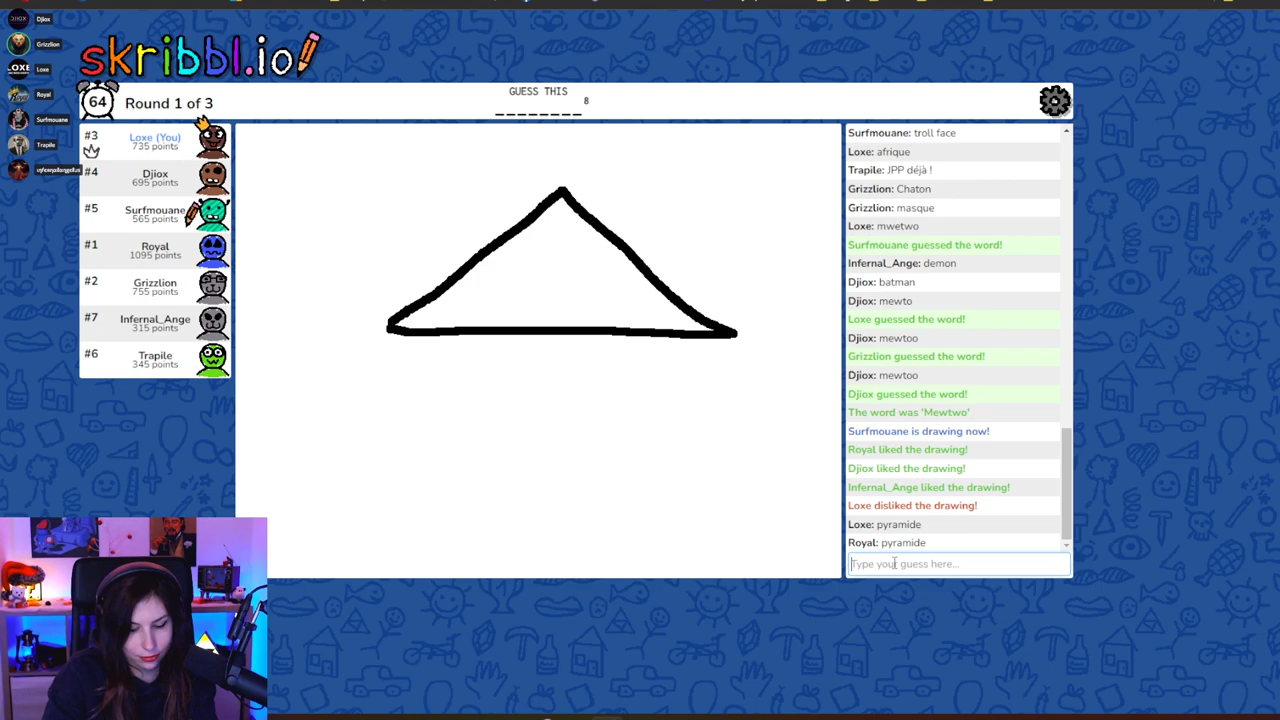 DJIOX Djiox
Grizzlion
LOXE Loxe
Royal
Surfmouane
Trapile
skribbl.io
64 Round 1 of 3
GUESS THIS
________ 8
#3 Loxe (You)
735 points
#4 Djiox
695 points
#5 Surfmouane
565 points
#1 Royal
1095 points
#2 Grizzlion
755 points
#7 Infernal_Ange
315 points
#6 Trapile
345 points
Surfmouane: troll face
Loxe: afrique
Trapile: JPP déjà !
Grizzlion: Chaton
Grizzlion: masque
Loxe: mwetwo
Surfmouane guessed the word!
Infernal_Ange: demon
Djiox: batman
Djiox: mewto
Loxe guessed the word!
Djiox: mewtoo
Grizzlion guessed the word!
Djiox: mewtoo
Djiox guessed the word!
The word was 'Mewtwo'
Surfmouane is drawing now!
Royal liked the drawing!
Djiox liked the drawing!
Infernal_Ange liked the drawing!
Loxe disliked the drawing!
Loxe: pyramide
Royal: pyramide
Type your guess here...